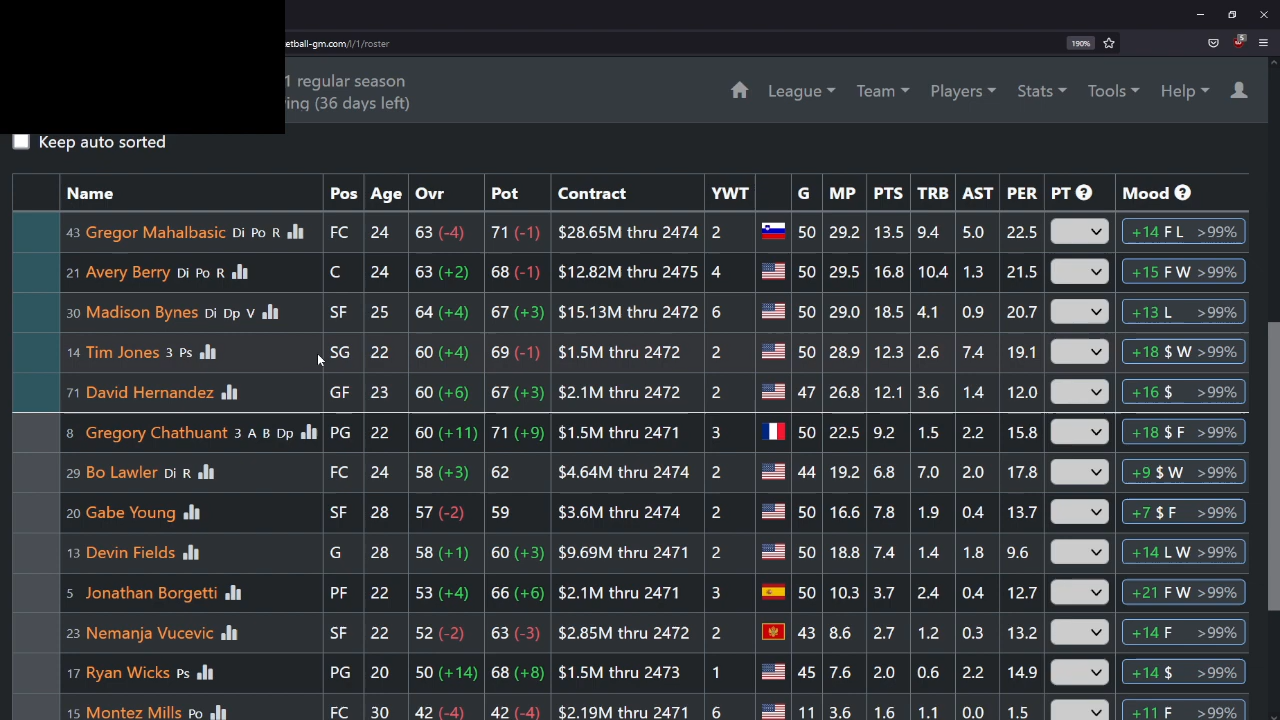 etball-gm.com/l/1/roster 190% 5
1 regular season
ing (36 days left)
League Team Players Stats Tools Help
Keep auto sorted
Name Pos Age Ovr Pot Contract YWT G MP PTS TRB AST PER PT ? Mood ?
43 Gregor Mahalbasic Di Po R FC 24 63 (-4) 71 (-1) $28.65M thru 2474 2 50 29.2 13.5 9.4 5.0 22.5 +14 F L >99%
21 Avery Berry Di Po R C 24 63 (+2) 68 (-1) $12.82M thru 2475 4 50 29.5 16.8 10.4 1.3 21.5 +15 F W >99%
30 Madison Bynes Di Dp V SF 25 64 (+4) 67 (+3) $15.13M thru 2472 6 50 29.0 18.5 4.1 0.9 20.7 +13 L >99%
14 Tim Jones 3 Ps SG 22 60 (+4) 69 (-1) $1.5M thru 2472 2 50 28.9 12.3 2.6 7.4 19.1 +18 $ W >99%
71 David Hernandez GF 23 60 (+6) 67 (+3) $2.1M thru 2472 2 47 26.8 12.1 3.6 1.4 12.0 +16 $ >99%
8 Gregory Chathuant 3 A B Dp PG 22 60 (+11) 71 (+9) $1.5M thru 2471 3 50 22.5 9.2 1.5 2.2 15.8 +18 $ F >99%
29 Bo Lawler Di R FC 24 58 (+3) 62 $4.64M thru 2474 2 44 19.2 6.8 7.0 2.0 17.8 +9 $ W >99%
20 Gabe Young SF 28 57 (-2) 59 $3.6M thru 2474 2 50 16.6 7.8 1.9 0.4 13.7 +7 $ F >99%
13 Devin Fields G 28 58 (+1) 60 (+3) $9.69M thru 2471 2 50 18.8 7.4 1.4 1.8 9.6 +14 L W >99%
5 Jonathan Borgetti PF 22 53 (+4) 66 (+6) $2.1M thru 2471 3 50 10.3 3.7 2.4 0.4 12.7 +21 F W >99%
23 Nemanja Vucevic SF 22 52 (-2) 63 (-3) $2.85M thru 2472 2 43 8.6 2.7 1.2 0.3 13.2 +14 F >99%
17 Ryan Wicks Ps PG 20 50 (+14) 68 (+8) $1.5M thru 2473 1 45 7.6 2.0 0.6 2.2 14.9 +14 $ >99%
15 Montez Mills Po FC 30 42 (-4) 42 (-4) $2.19M thru 2471 6 11 3.6 1.6 1.1 0.0 1.5 +11 F >99%